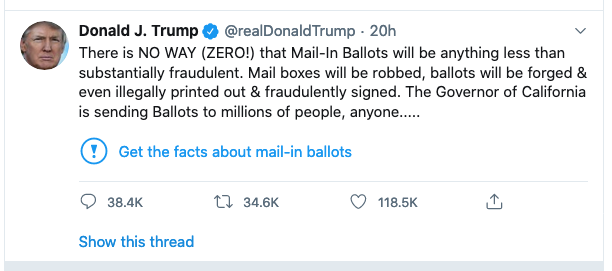 Donald J. Trump @realDonaldTrump · 20h
There is NO WAY (ZERO!) that Mail-In Ballots will be anything less than
substantially fraudulent. Mail boxes will be robbed, ballots will be forged &
even illegally printed out & fraudulently signed. The Governor of California
is sending Ballots to millions of people, anyone.....
Get the facts about mail-in ballots
38.4K 34.6K 118.5K
Show this thread